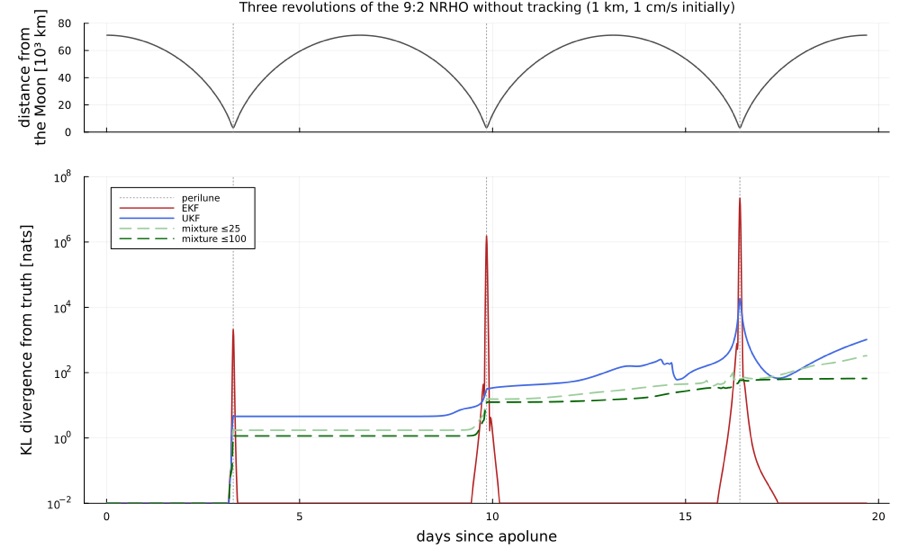 Three revolutions of the 9:2 NRHO without tracking (1 km, 1 cm/s initially)
distance from
the Moon [10³ km]
80
60
40
20
0
KL divergence from truth [nats]
10⁸
10⁶
10⁴
10²
10⁰
10⁻²
perilune
EKF
UKF
mixture ≤25
mixture ≤100
0
5
10
15
20
days since apolune